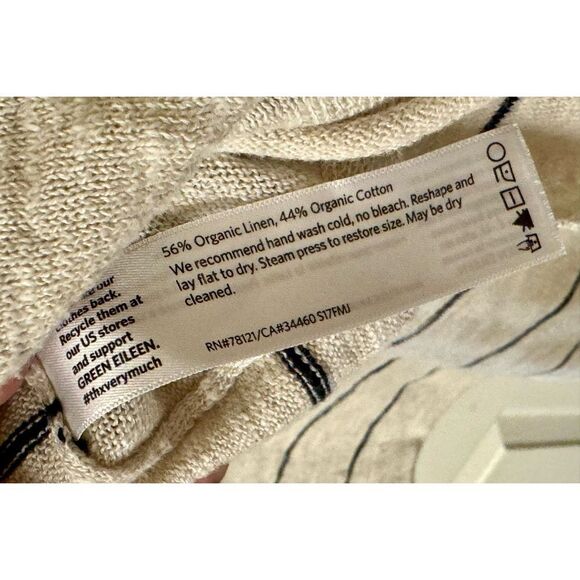 56% Organic Linen, 44% Organic Cotton
We recommend hand wash cold, no bleach. Reshape and
lay flat to dry. Steam press to restore size. May be dry
cleaned.
RN#78121/CA#34460 S17FMJ
our
back.
Recycle them at
our US stores
and support
GREEN EILEEN.
#thxverymuch